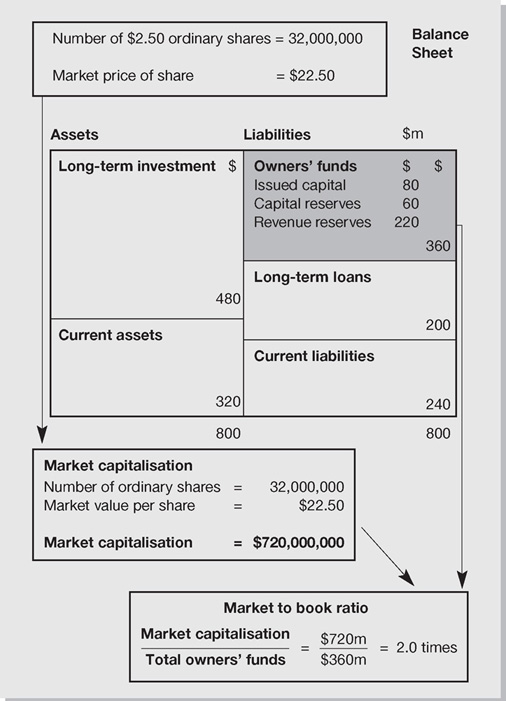 Number of $2.50 ordinary shares = 32,000,000
Market price of share = $22.50
Balance
Sheet
Assets Liabilities $m
Long-term investment $
480
Current assets
320
800
Owners' funds $ $
Issued capital 80
Capital reserves 60
Revenue reserves 220
360
Long-term loans
200
Current liabilities
240
800
Market capitalisation
Number of ordinary shares = 32,000,000
Market value per share = $22.50
Market capitalisation = $720,000,000
Market to book ratio
Market capitalisation
Total owners' funds
=
$720m
$360m
= 2.0 times